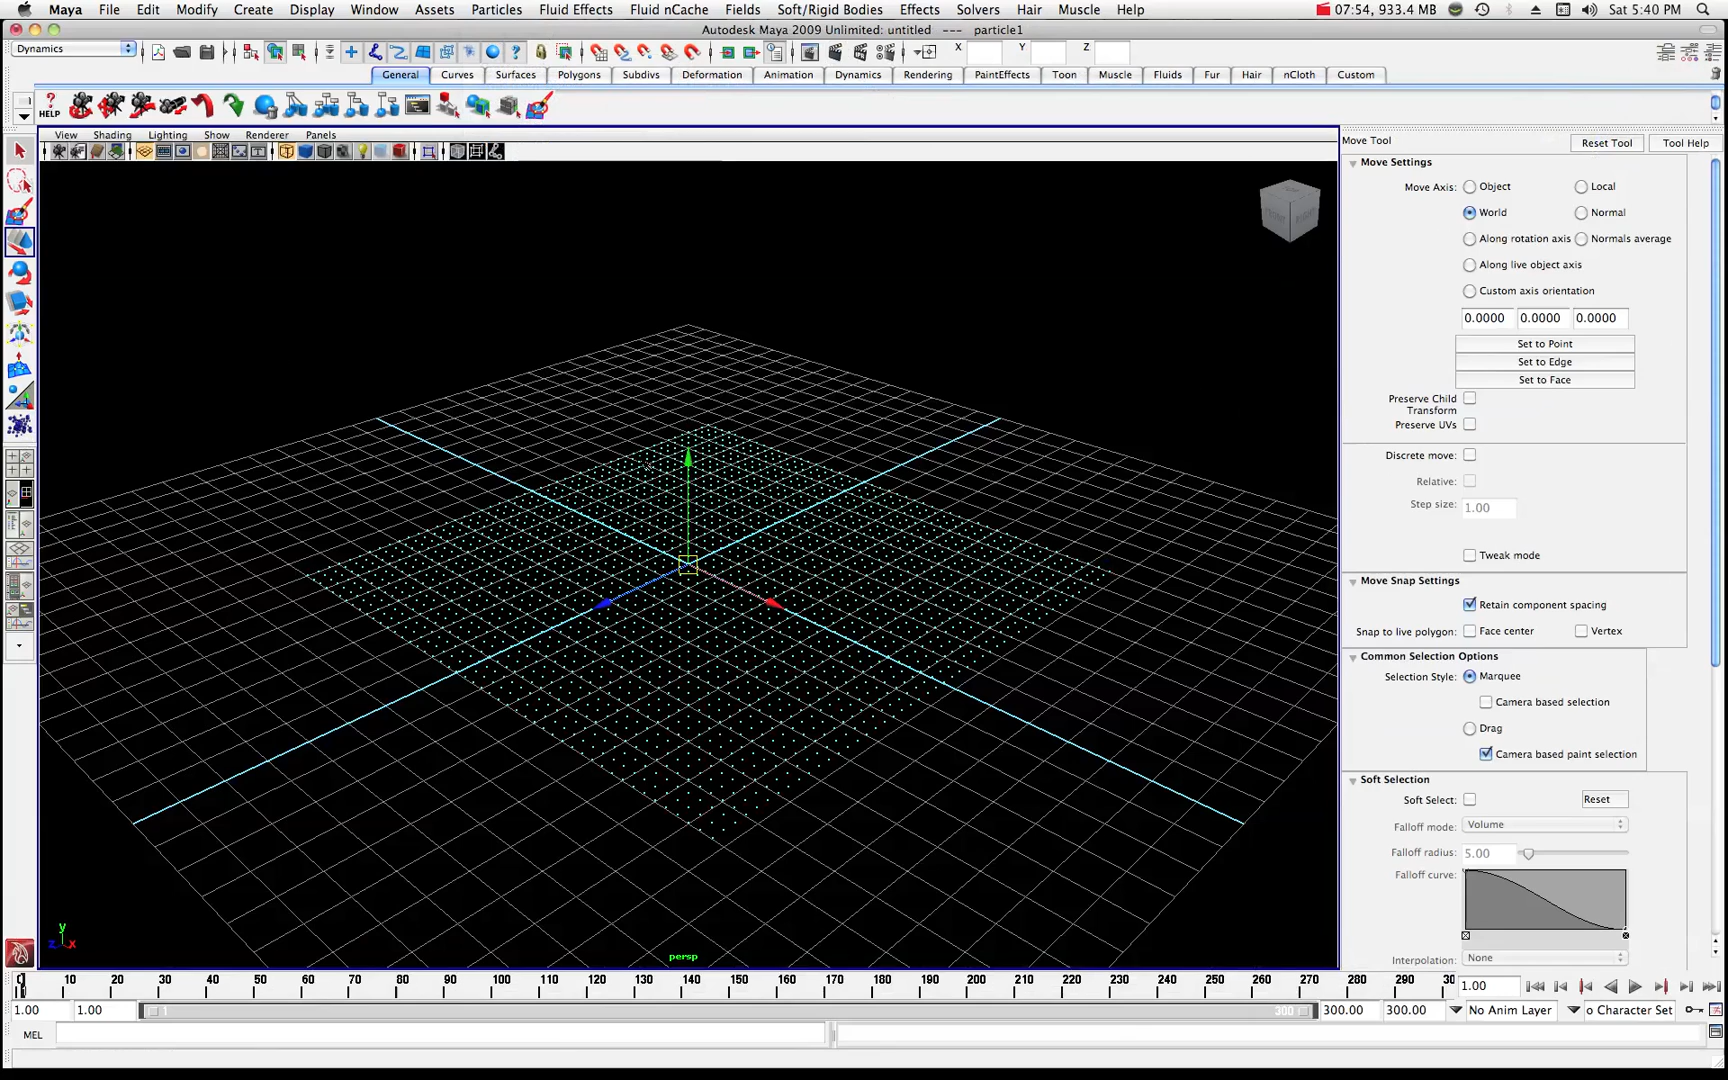 Maya File Edit Modify Create Display Window Assets Particles Fluid Effects Fluid nCache Fields Soft/Rigid Bodies Effects Solvers Hair Muscle Help 07:54, 933.4 MB Sat 5:40 PM
Autodesk Maya 2009 Unlimited: untitled --- particle1
Dynamics X Y Z
General Curves Surfaces Polygons Subdivs Deformation Animation Dynamics Rendering PaintEffects Toon Muscle Fluids Fur Hair nCloth Custom
HELP
View Shading Lighting Show Renderer Panels
Move Tool Reset Tool Tool Help
Move Settings
Move Axis: Object Local
World Normal
Along rotation axis Normals average
Along live object axis
Custom axis orientation
0.0000 0.0000 0.0000
Set to Point
Set to Edge
Set to Face
Preserve Child
Transform
Preserve UVs
Discrete move:
Relative:
Step size: 1.00
Tweak mode
Move Snap Settings
Retain component spacing
Snap to live polygon: Face center Vertex
Common Selection Options
Selection Style: Marquee
Camera based selection
Drag
Camera based paint selection
Soft Selection
Soft Select: Reset
Falloff mode: Volume
Falloff radius: 5.00
Falloff curve:
Interpolation: None
y
z x
persp
10 20 30 40 50 60 70 80 90 100 110 120 130 140 150 160 170 180 190 200 210 220 230 240 250 260 270 280 290 30 1.00
1.00 1.00 1 300 300.00 300.00 No Anim Layer o Character Set
MEL